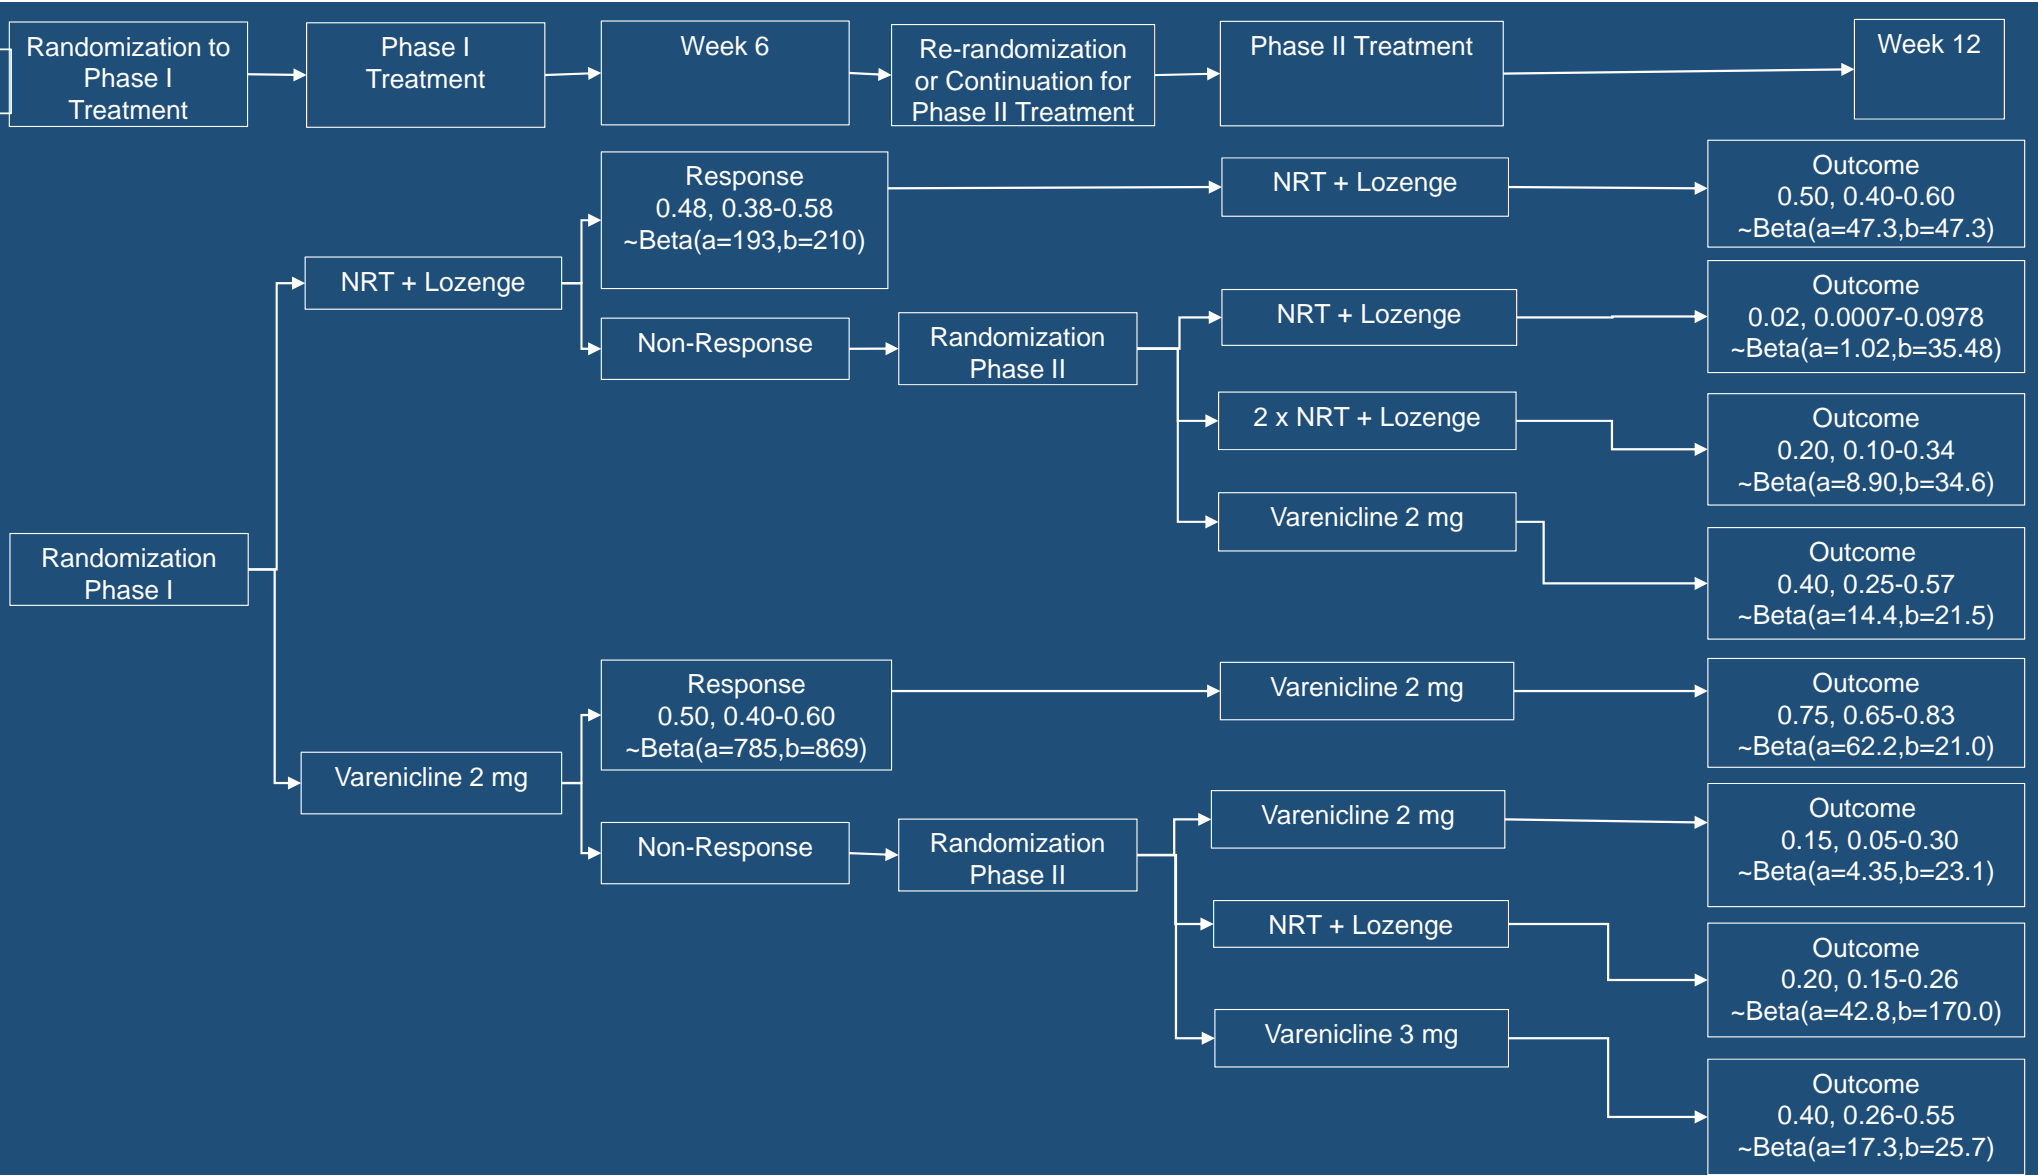 Randomization to
Phase I
Treatment
Phase I
Treatment
Week 6
Re-randomization
or Continuation for
Phase II Treatment
Phase II Treatment
Week 12
Response
0.48, 0.38-0.58
~Beta(a=193,b=210)
NRT + Lozenge
Outcome
0.50, 0.40-0.60
~Beta(a=47.3,b=47.3)
NRT + Lozenge
Non-Response
Randomization
Phase II
NRT + Lozenge
Outcome
0.02, 0.0007-0.0978
~Beta(a=1.02,b=35.48)
2 x NRT + Lozenge
Outcome
0.20, 0.10-0.34
~Beta(a=8.90,b=34.6)
Varenicline 2 mg
Outcome
0.40, 0.25-0.57
~Beta(a=14.4,b=21.5)
Randomization
Phase I
Response
0.50, 0.40-0.60
~Beta(a=785,b=869)
Varenicline 2 mg
Outcome
0.75, 0.65-0.83
~Beta(a=62.2,b=21.0)
Varenicline 2 mg
Non-Response
Randomization
Phase II
Varenicline 2 mg
Outcome
0.15, 0.05-0.30
~Beta(a=4.35,b=23.1)
NRT + Lozenge
Outcome
0.20, 0.15-0.26
~Beta(a=42.8,b=170.0)
Varenicline 3 mg
Outcome
0.40, 0.26-0.55
~Beta(a=17.3,b=25.7)